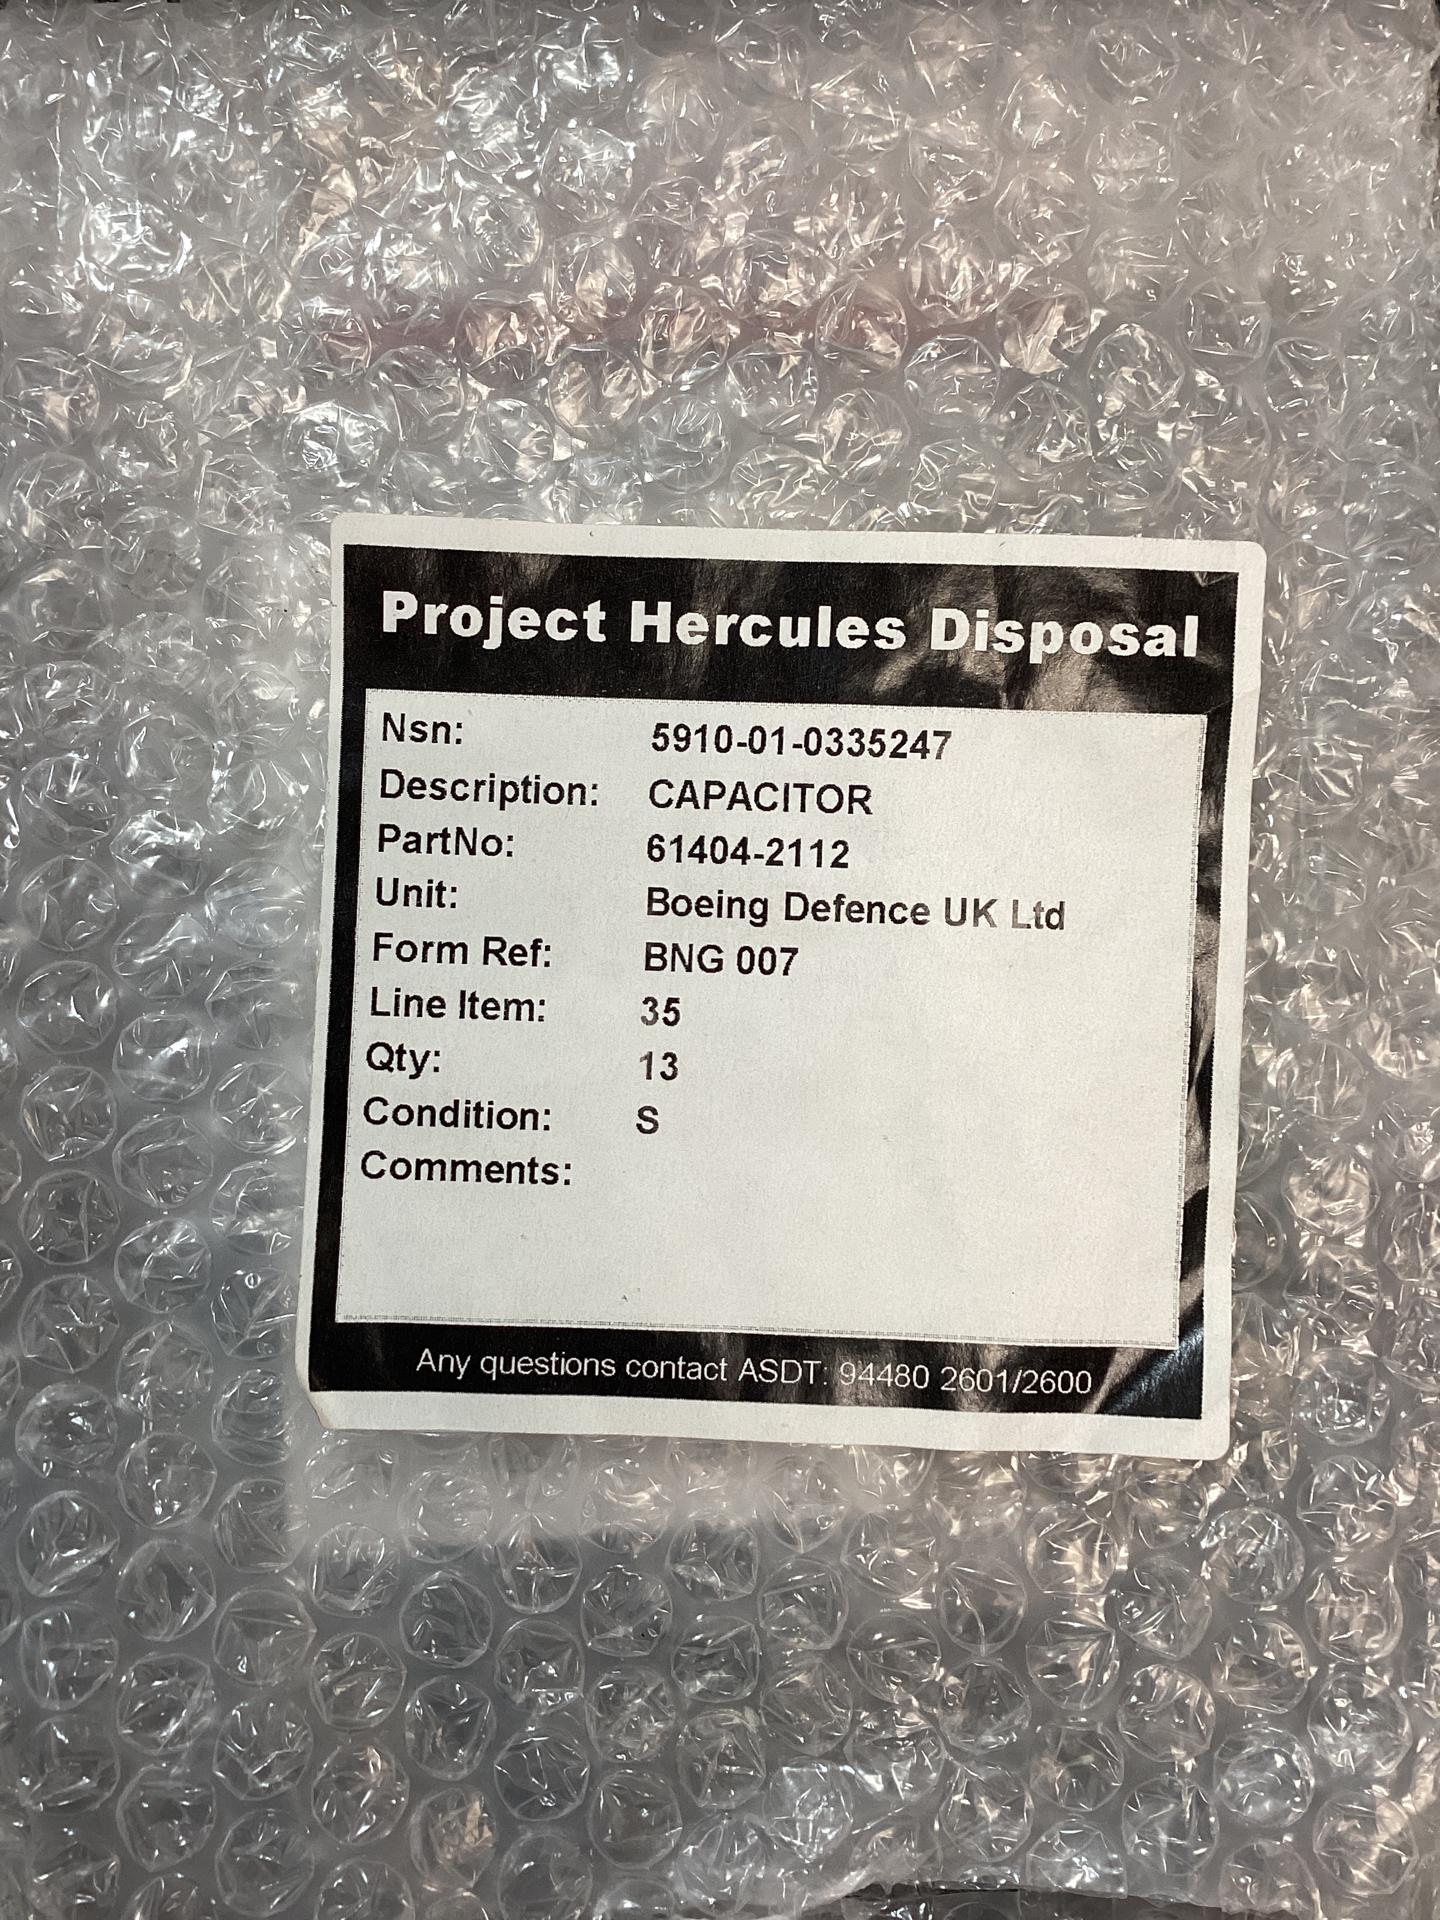 Project Hercules Disposal
Nsn: 5910-01-0335247
Description: CAPACITOR
PartNo: 61404-2112
Unit: Boeing Defence UK Ltd
Form Ref: BNG 007
Line Item: 35
Qty: 13
Condition: S
Comments:
Any questions contact ASDT: 94480 2601/2600